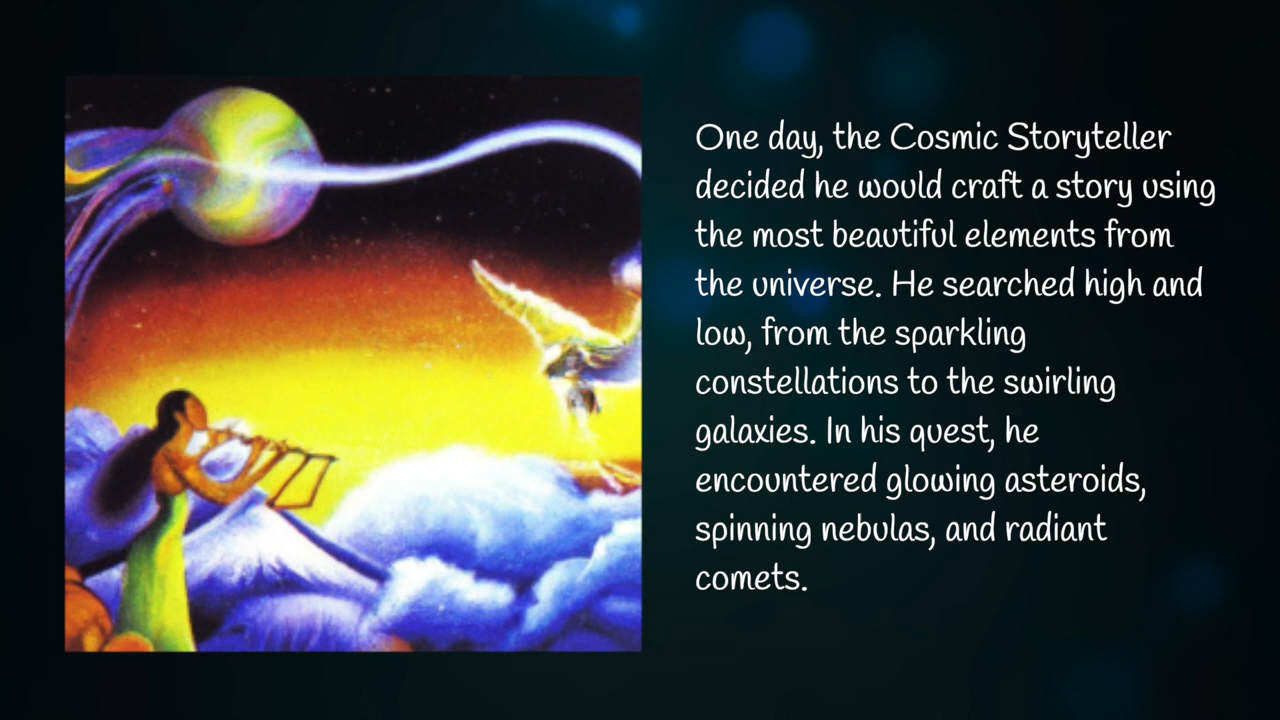 One day, the Cosmic Storyteller
decided he would craft a story using
the most beautiful elements from
the universe. He searched high and
low, from the sparkling
constellations to the swirling
galaxies. In his quest, he
encountered glowing asteroids,
spinning nebulas, and radiant
comets.